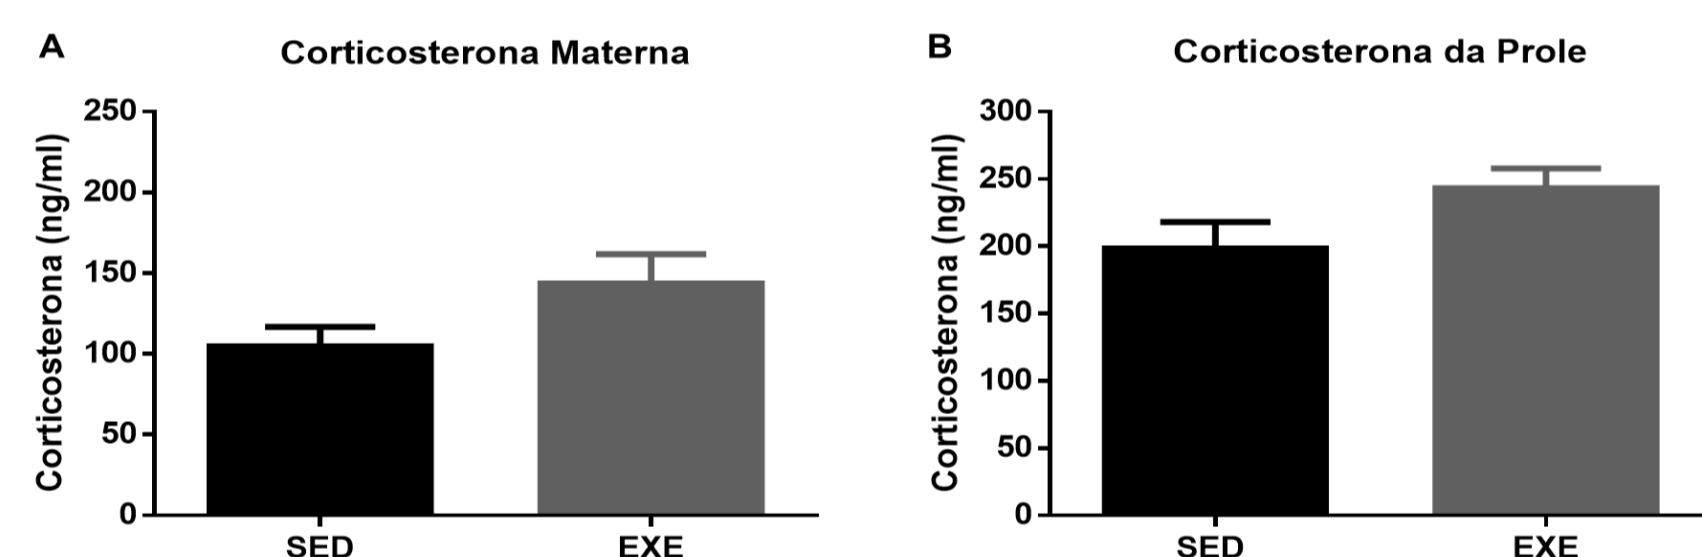 A
Corticosterona Materna
Corticosterona (ng/ml)
250
200
150
100
50
0
SED
EXE
B
Corticosterona da Prole
Corticosterona (ng/ml)
300
250
200
150
100
50
0
SED
EXE